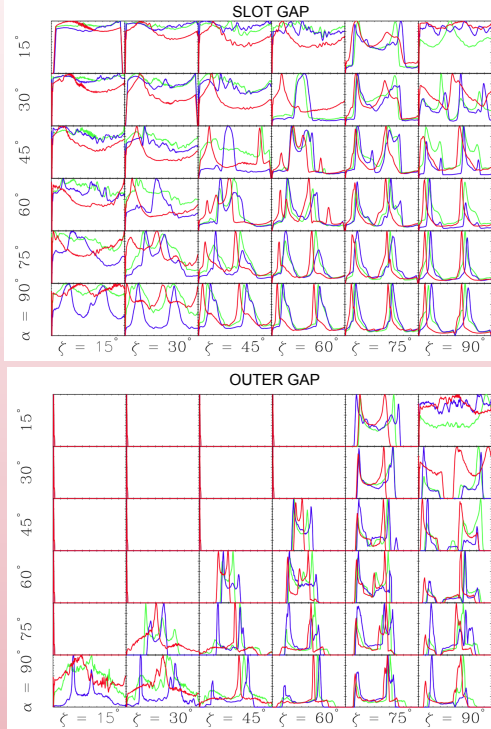 SLOT GAP
15°
30°
45°
60°
75°
α = 90°
ζ = 15°
ζ = 30°
ζ = 45°
ζ = 60°
ζ = 75°
ζ = 90°
OUTER GAP
15°
30°
45°
60°
75°
α = 90°
ζ = 15°
ζ = 30°
ζ = 45°
ζ = 60°
ζ = 75°
ζ = 90°